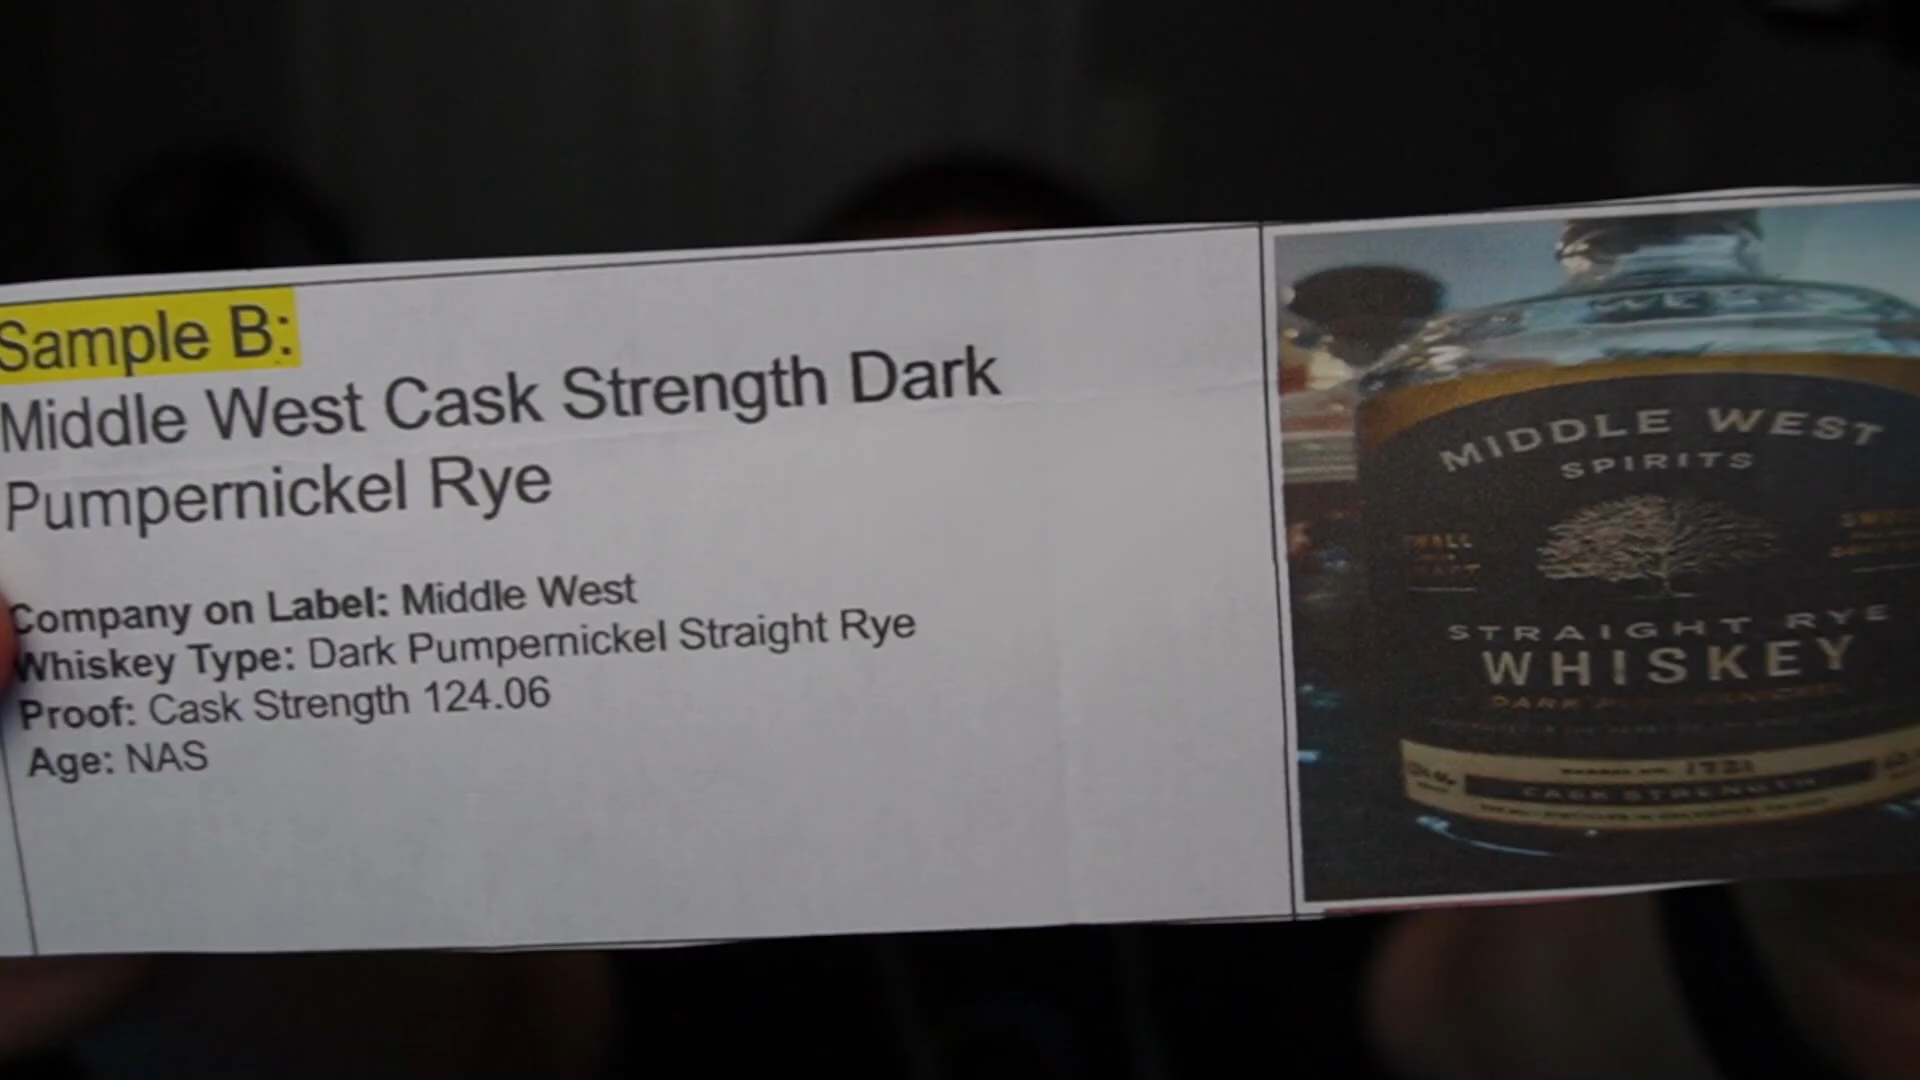 Sample B:
Middle West Cask Strength Dark
Pumpernickel Rye
Company on Label: Middle West
Whiskey Type: Dark Pumpernickel Straight Rye
Proof: Cask Strength 124.06
Age: NAS
MIDDLE WEST
SPIRITS
STRAIGHT RYE
WHISKEY
CASK STRENGTH